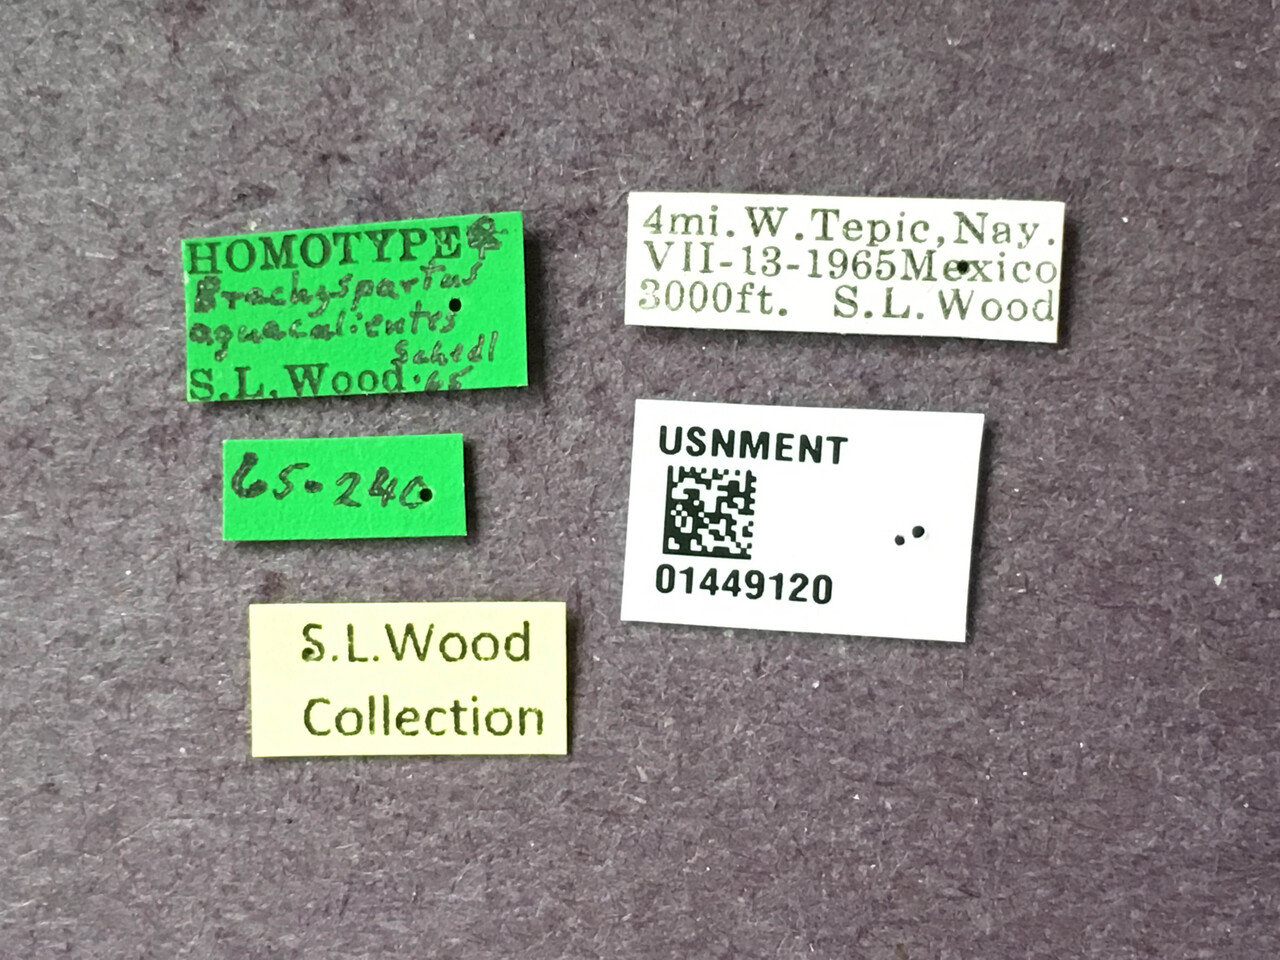 HOMOTYPE ♀
Brachyspartus
aguacalientes
Schedl
S.L.Wood.65
65-240
S.L.Wood
Collection
4mi.W.Tepic,Nay.
VII-13-1965Mexico
3000ft. S.L.Wood
USNMENT
01449120